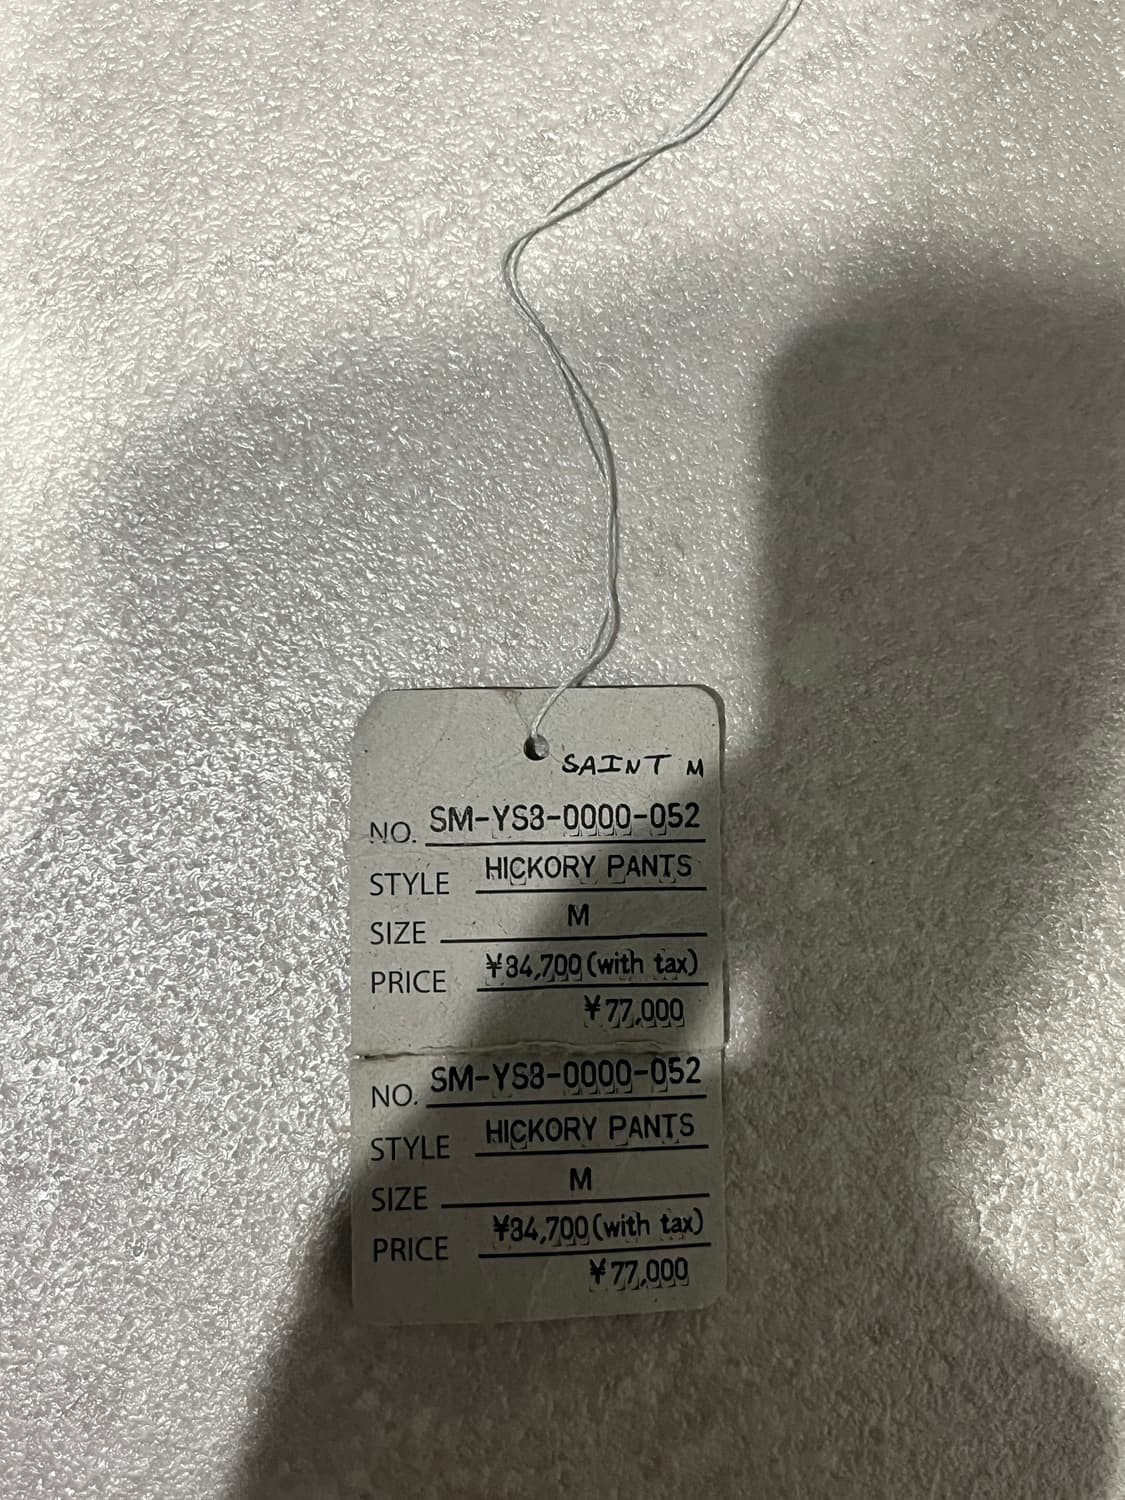 SAINT M
NO. SM-YS8-0000-052
STYLE HICKORY PANTS
SIZE M
PRICE ¥84,700(with tax)
¥77,000
NO. SM-YS8-0000-052
STYLE HICKORY PANTS
SIZE M
PRICE ¥84,700(with tax)
¥77,000